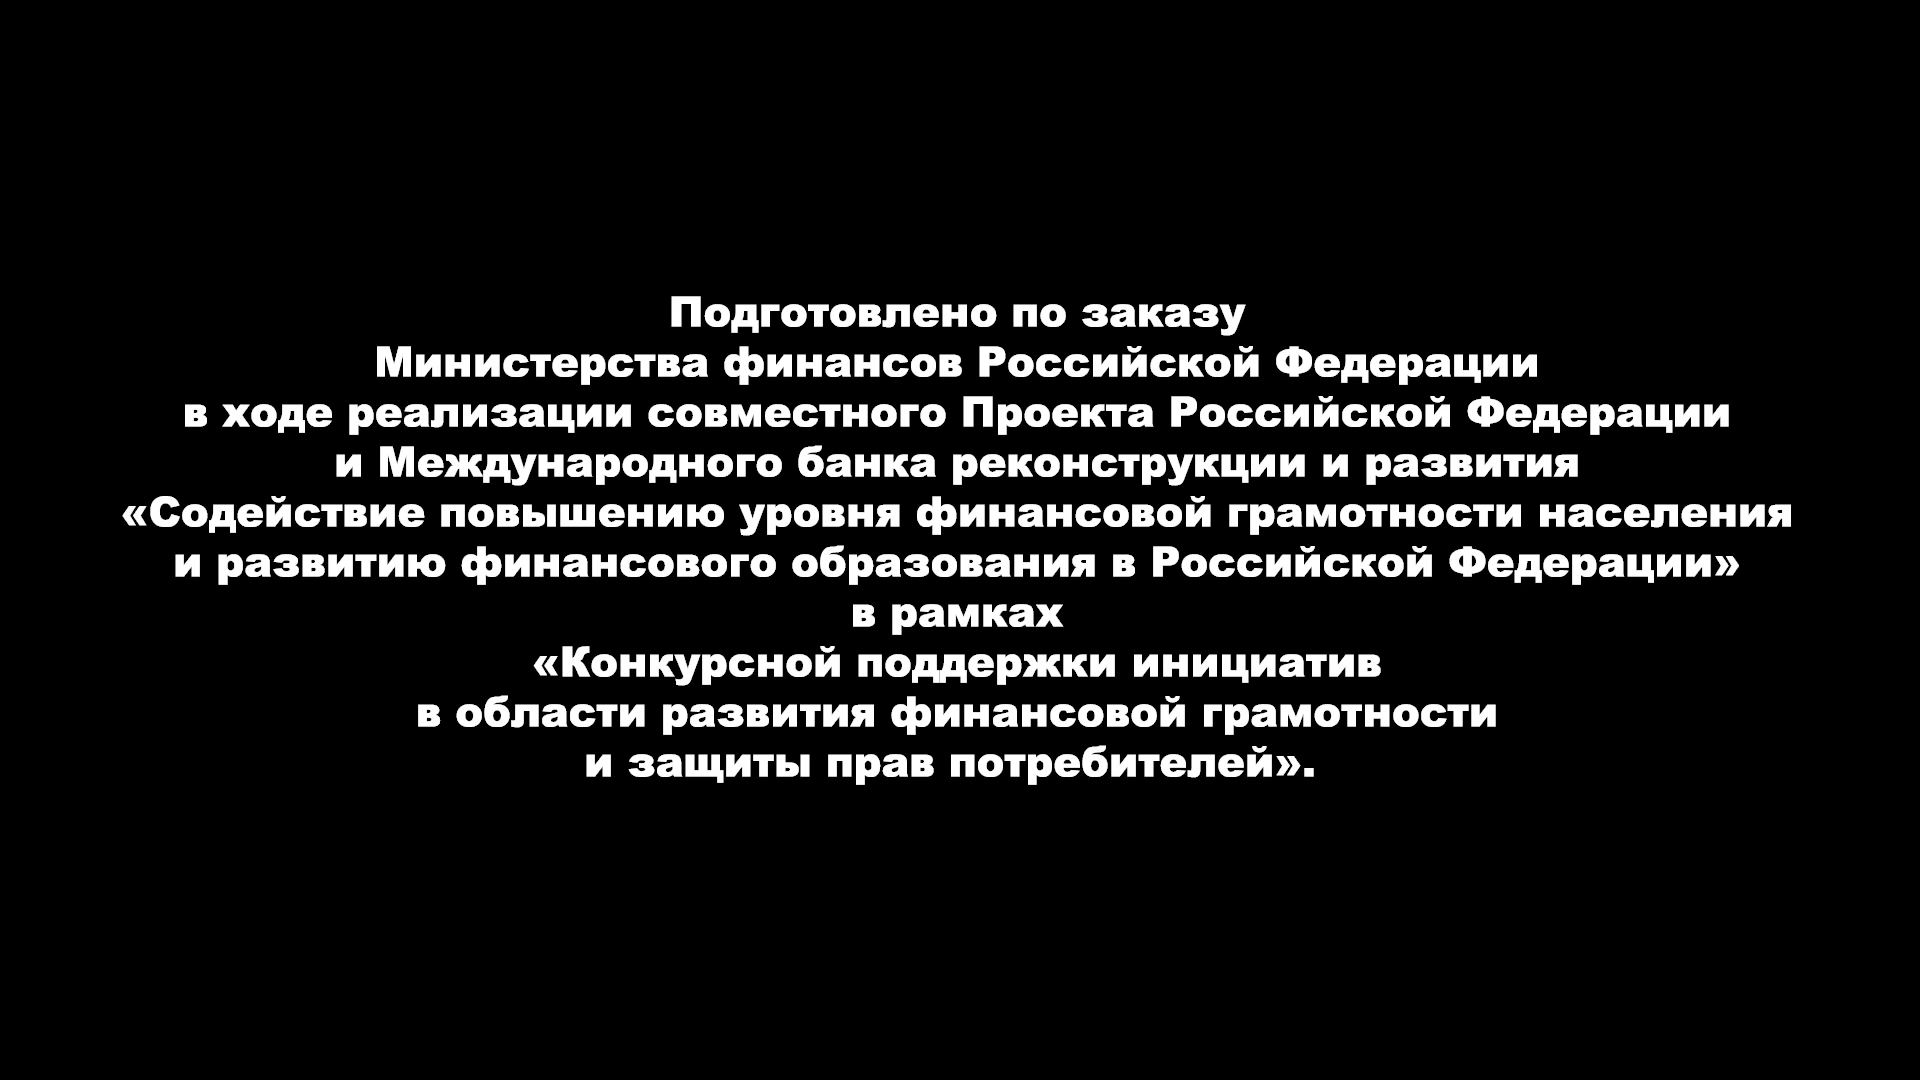 Подготовлено по заказу
Министерства финансов Российской Федерации
в ходе реализации совместного Проекта Российской Федерации
и Международного банка реконструкции и развития
«Содействие повышению уровня финансовой грамотности населения
и развитию финансового образования в Российской Федерации»
в рамках
«Конкурсной поддержки инициатив
в области развития финансовой грамотности
и защиты прав потребителей».